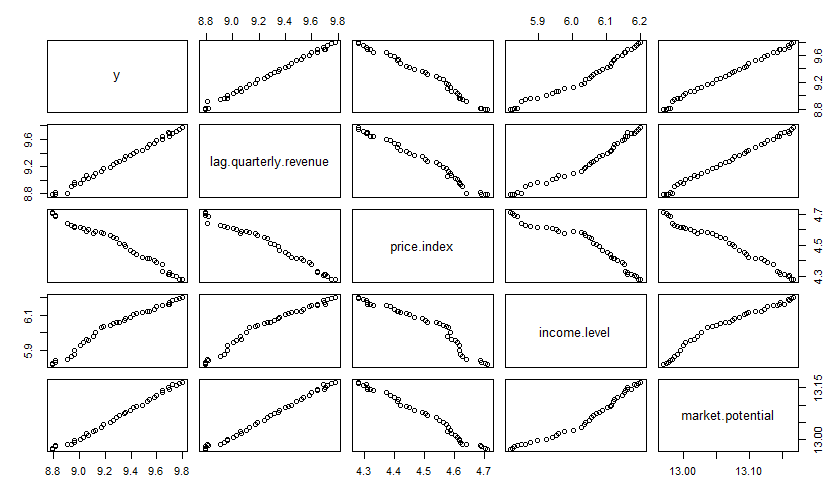 8.8 9.0 9.2 9.4 9.6 9.8
5.9 6.0 6.1 6.2
y
8.8 9.2 9.6
8.8 9.2 9.6
lag.quarterly.revenue
price.index
4.3 4.5 4.7
5.9 6.1
income.level
market.potential
13.00 13.15
8.8 9.0 9.2 9.4 9.6 9.8
4.3 4.4 4.5 4.6 4.7
13.00 13.10